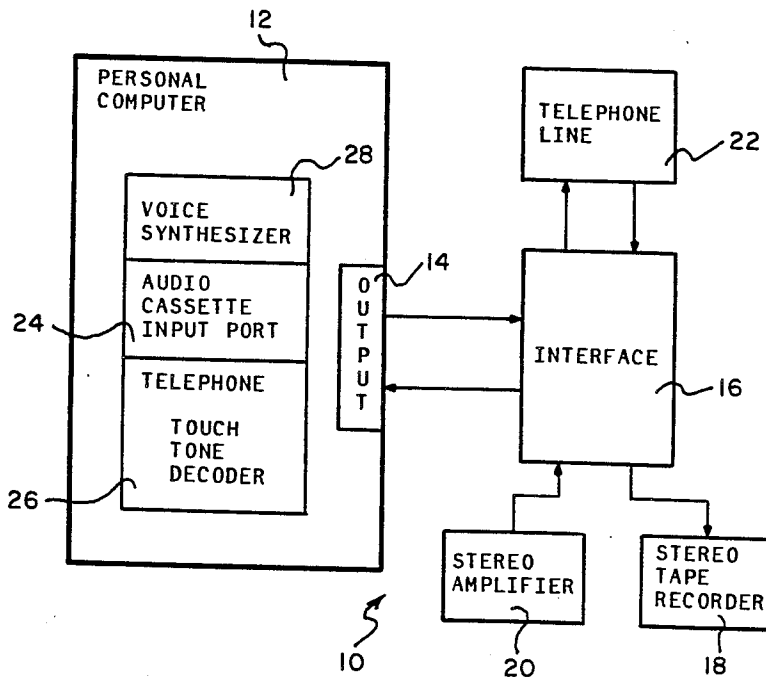 12
PERSONAL
COMPUTER
28
VOICE
SYNTHESIZER
AUDIO
CASSETTE
INPUT PORT
24
TELEPHONE
TOUCH
TONE
DECODER
26
14
OUTPUT
TELEPHONE
LINE
22
INTERFACE
16
STEREO
AMPLIFIER
20
STEREO
TAPE
RECORDER
18
10